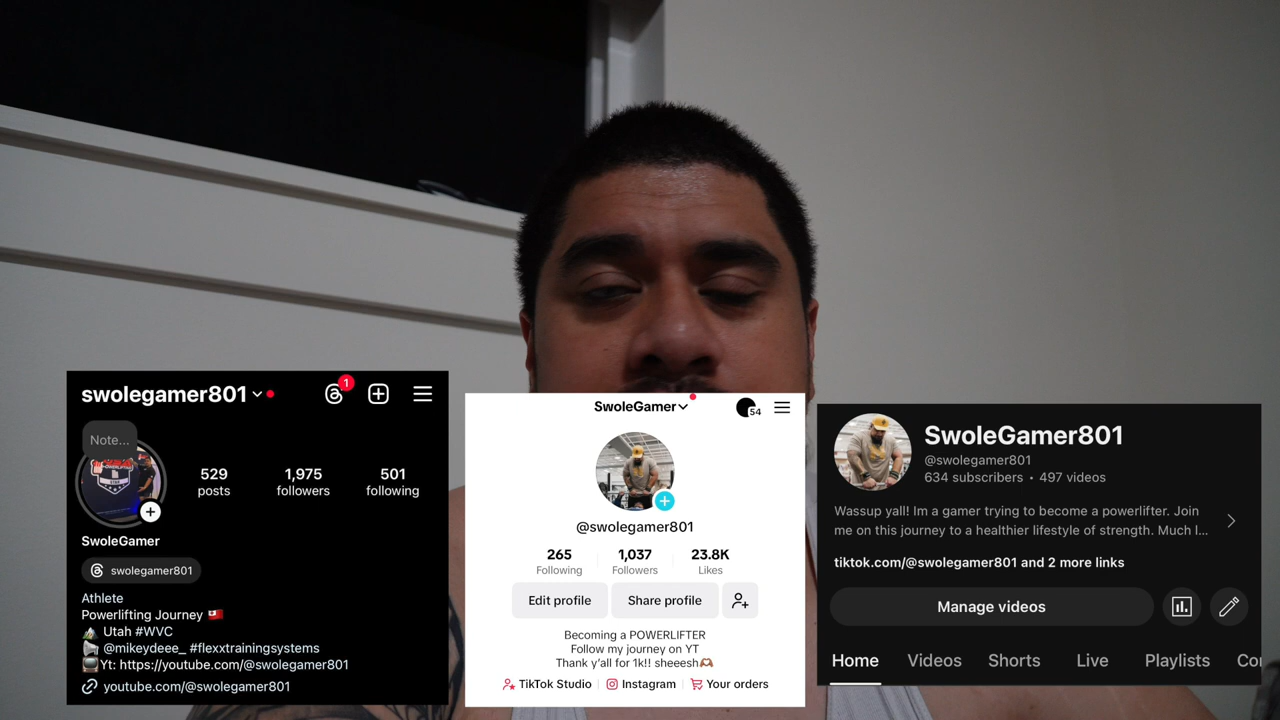 swolegamer801
1
Note...
529
posts
1,975
followers
501
following
SwoleGamer
swolegamer801
Athlete
Powerlifting Journey 🇹🇴
🏔️ Utah #WVC
📢 @mikeydeee_ #flexxtrainingsystems
Yt: https://youtube.com/@swolegamer801
youtube.com/@swolegamer801
SwoleGamer
54
@swolegamer801
265
Following
1,037
Followers
23.8K
Likes
Edit profile
Share profile
Becoming a POWERLIFTER
Follow my journey on YT
Thank y'all for 1k!! sheeesh🫶🏾
TikTok Studio
Instagram
Your orders
SwoleGamer801
@swolegamer801
634 subscribers • 497 videos
Wassup yall! Im a gamer trying to become a powerlifter. Join
me on this journey to a healthier lifestyle of strength. Much l...
tiktok.com/@swolegamer801 and 2 more links
Manage videos
Home Videos Shorts Live Playlists